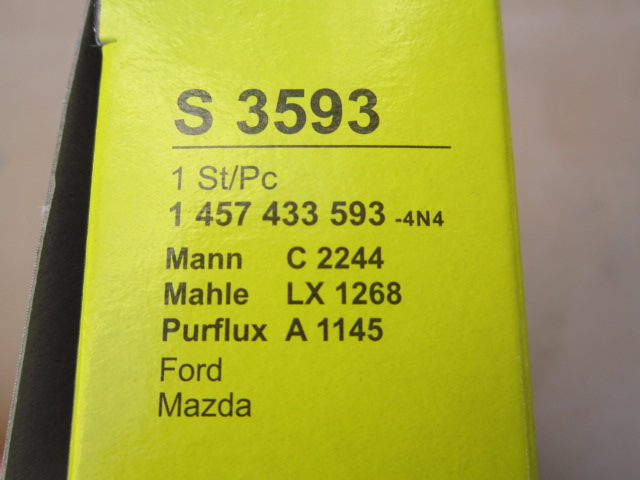 S 3593
1 St/Pc
1 457 433 593 -4N4
Mann C 2244
Mahle LX 1268
Purflux A 1145
Ford
Mazda